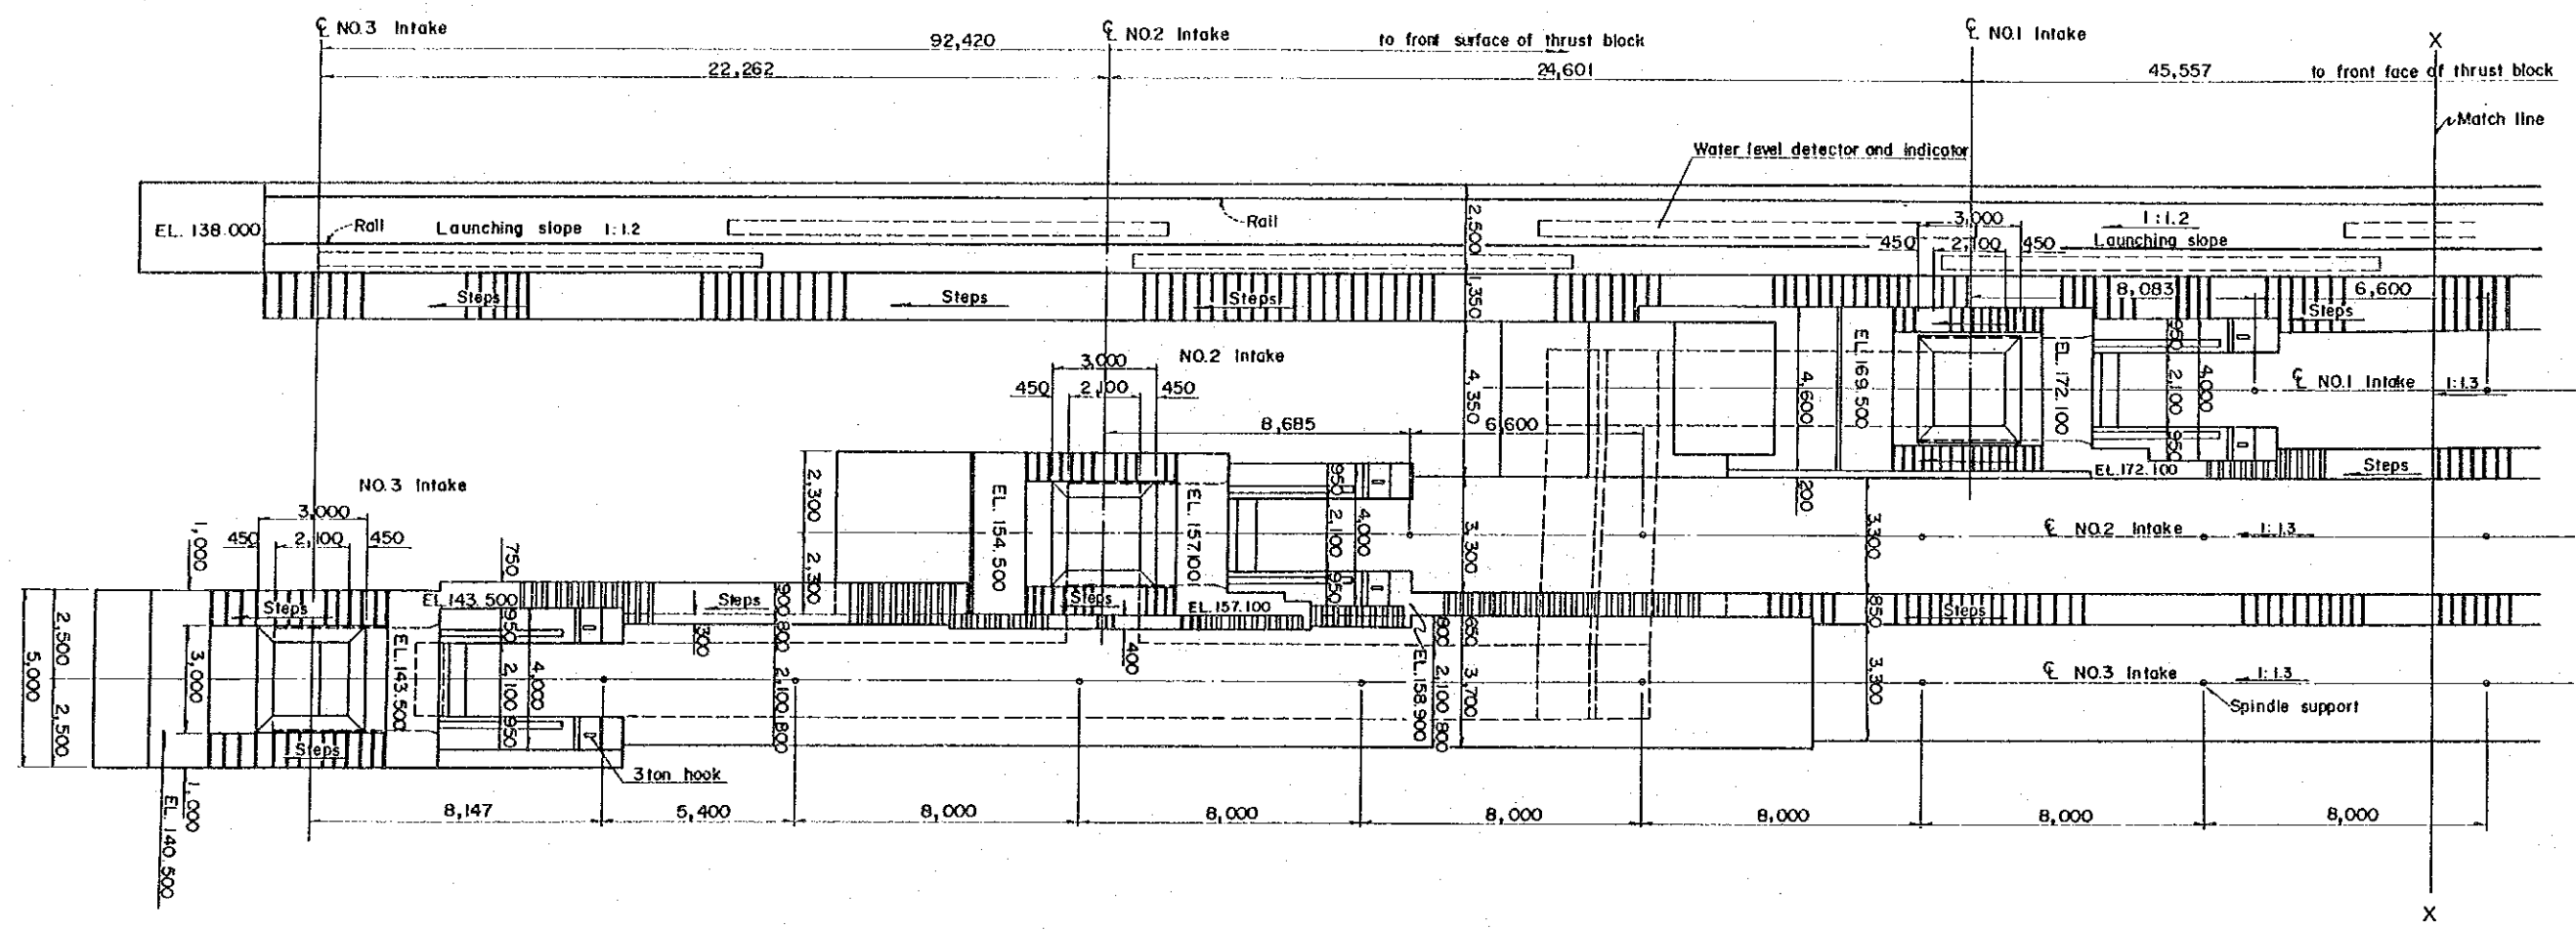 ℄ NO.3 Intake
℄ NO.2 Intake
℄ NO.1 Intake
92,420
to front surface of thrust block
X
22,262
24,601
45,557
to front face of thrust block
Match line
Water level detector and indicator
EL. 138.000
Rail
Launching slope 1:1.2
Rail
2,500
3,000
1:1.2
450
2,100
450
Launching slope
Steps
Steps
Steps
1,350
8,083
6,600
Steps
NO.2 Intake
3,000
450
2,100
450
4,350
4,600
EL.169.500
EL.172.100
950
2,100
4,000
950
℄ NO.1 Intake
1:1.3
8,685
6,600
EL.172.100
Steps
NO.3 Intake
3,000
450
2,100
450
1,000
750
2,300
2,300
EL. 154.500
EL.157.100
950
2,100
4,000
950
3,300
200
3,300
℄ NO.2 Intake
1:1.3
Steps
EL.143.500
Steps
900
800
Steps
EL.157.100
850
Steps
2,500
5,000
2,500
3,000
EL.143.500
950
2,100
4,000
950
300
2,100
800
400
EL.158.900
900
2,100
800
650
3,700
3,300
℄ NO.3 Intake
1:1.3
Spindle support
Steps
3ton hook
1,000
EL. 140.500
8,147
5,400
8,000
8,000
8,000
8,000
8,000
8,000
X